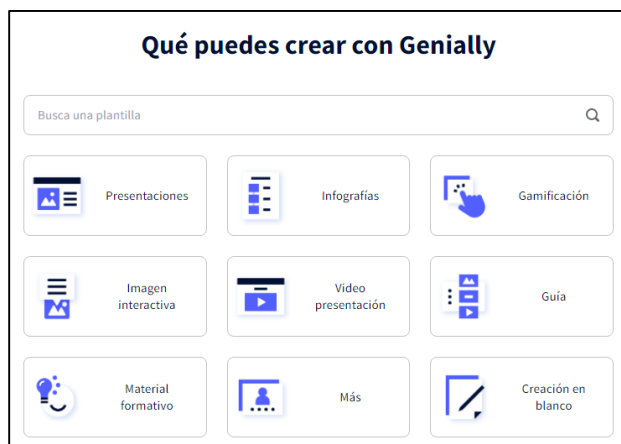 Qué puedes crear con Genially
Busca una plantilla
Presentaciones
Infografías
Gamificación
Imagen
interactiva
Video
presentación
Guía
Material
formativo
Más
Creación en
blanco